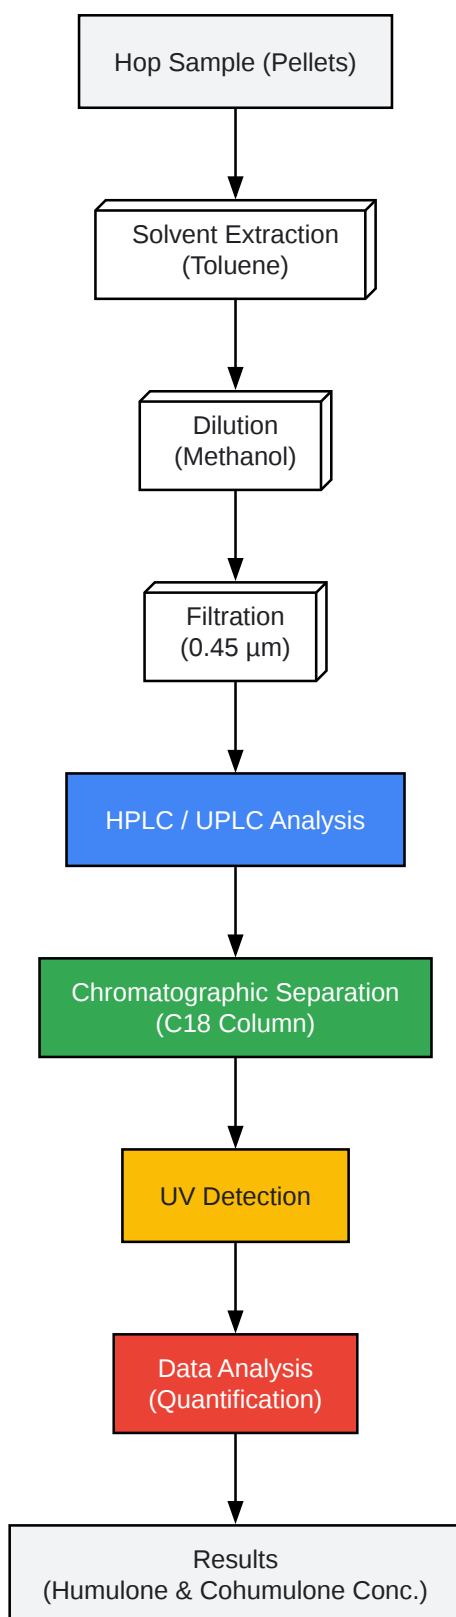 Hop Sample (Pellets)
Solvent Extraction
(Toluene)
Dilution
(Methanol)
Filtration
(0.45 µm)
HPLC / UPLC Analysis
Chromatographic Separation
(C18 Column)
UV Detection
Data Analysis
(Quantification)
Results
(Humulone & Cohumulone Conc.)